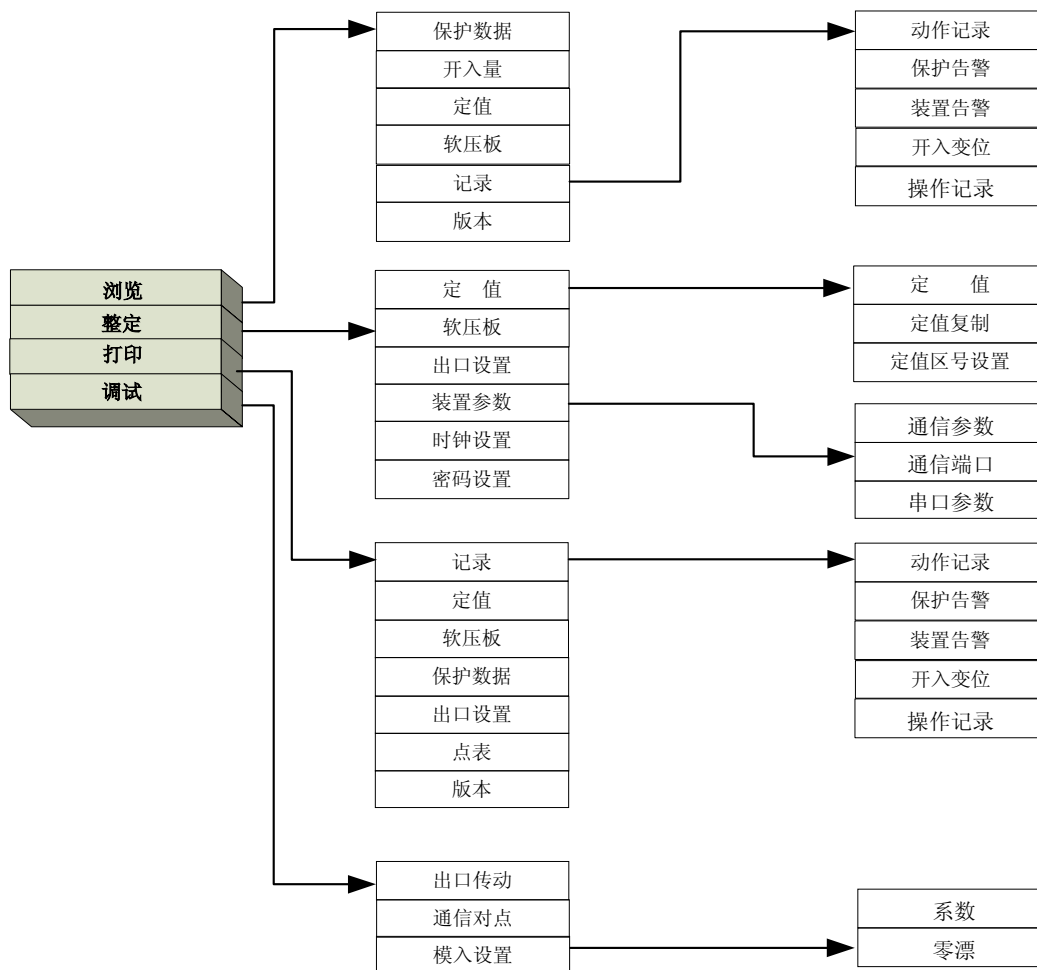 浏览
整定
打印
调试
保护数据
开入量
定值
软压板
记录
版本
动作记录
保护告警
装置告警
开入变位
操作记录
定 值
软压板
出口设置
装置参数
时钟设置
密码设置
定 值
定值复制
定值区号设置
通信参数
通信端口
串口参数
记录
定值
软压板
保护数据
出口设置
点表
版本
动作记录
保护告警
装置告警
开入变位
操作记录
出口传动
通信对点
模入设置
系数
零漂